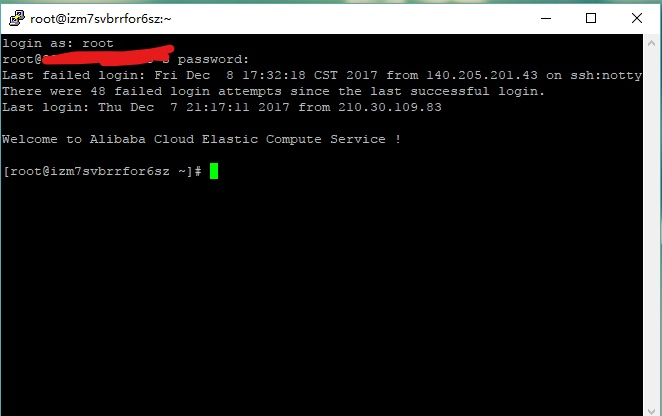 root@izm7svbrrfor6sz:~
login as: root
root@ password:
Last failed login: Fri Dec  8 17:32:18 CST 2017 from 140.205.201.43 on ssh:notty
There were 48 failed login attempts since the last successful login.
Last login: Thu Dec  7 21:17:11 2017 from 210.30.109.83
Welcome to Alibaba Cloud Elastic Compute Service !
[root@izm7svbrrfor6sz ~]#